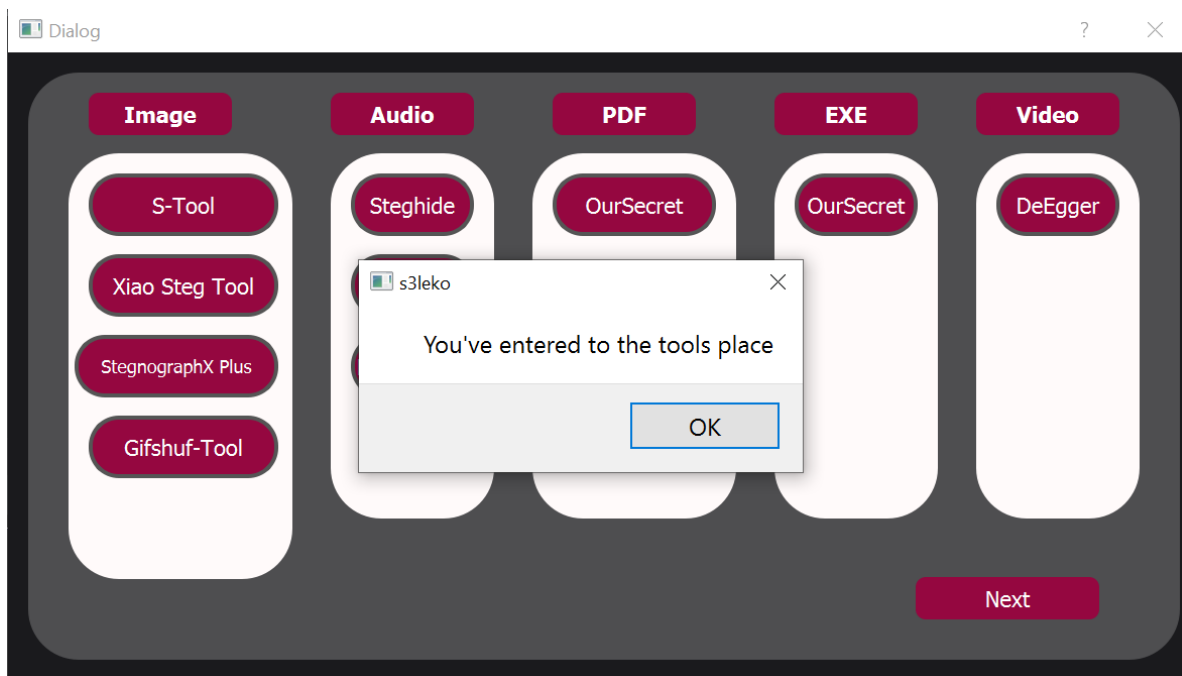 Dialog
?
Image
Audio
PDF
EXE
Video
S-Tool
Steghide
OurSecret
OurSecret
DeEgger
Xiao Steg Tool
StegnographX Plus
Gifshuf-Tool
s3leko
You've entered to the tools place
OK
Next